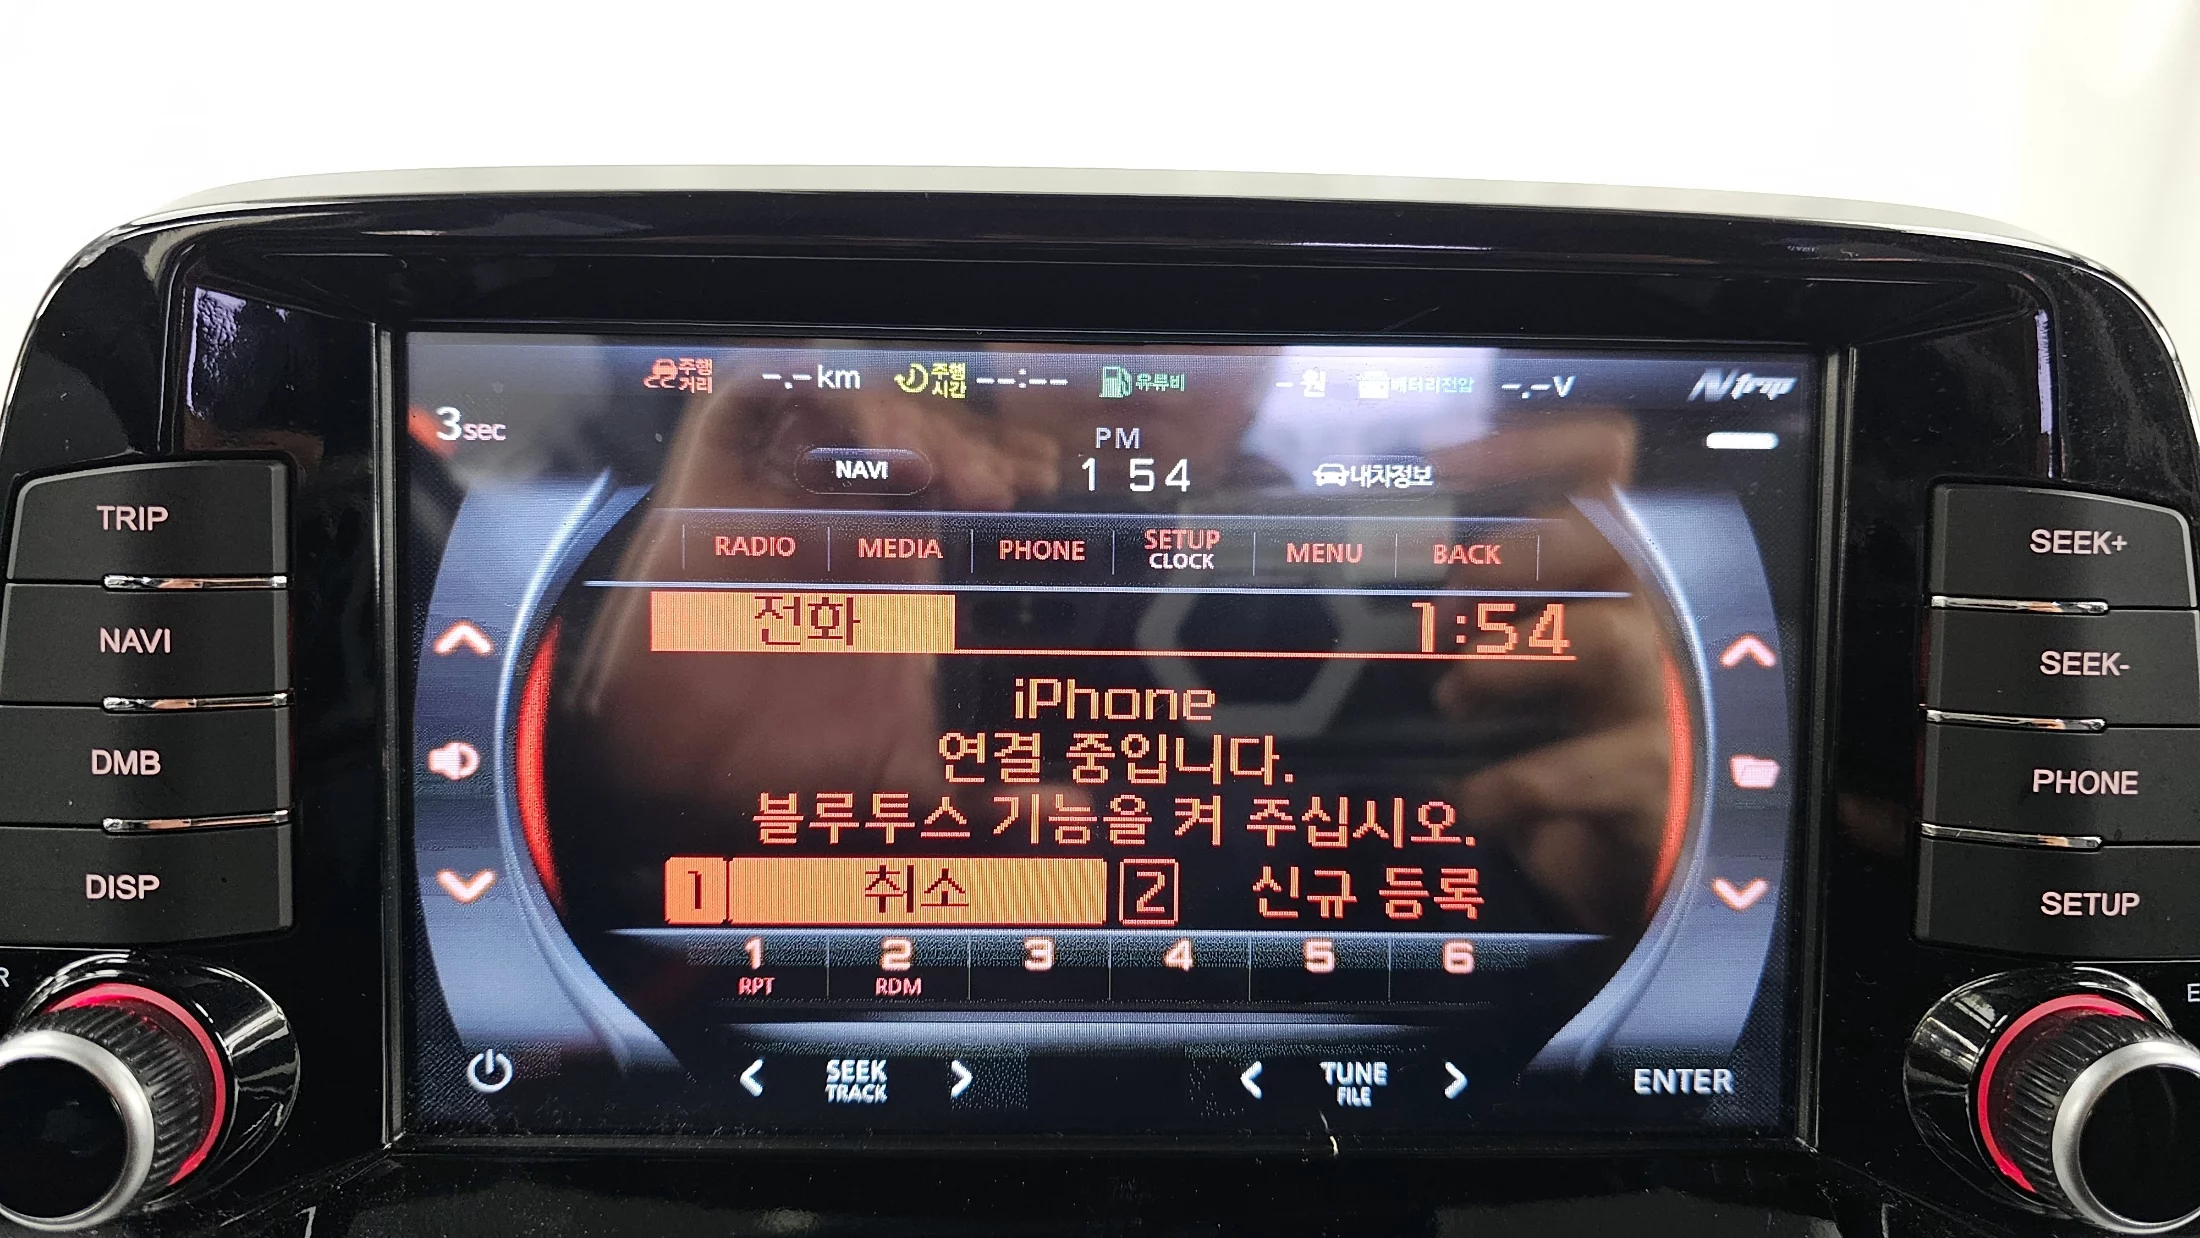 주행거리 -.- km 주행시간 --:-- 유류비 - 원 배터리전압 -.-V N trip
3sec
PM
NAVI 1 54 내차정보
RADIO MEDIA PHONE SETUP CLOCK MENU BACK
전화 1:54
iPhone
연결 중입니다.
블루투스 기능을 켜 주십시오.
1 취소 2 신규 등록
1 RPT 2 RDM 3 4 5 6
< SEEK TRACK > < TUNE FILE > ENTER
TRIP
NAVI
DMB
DISP
SEEK+
SEEK-
PHONE
SETUP